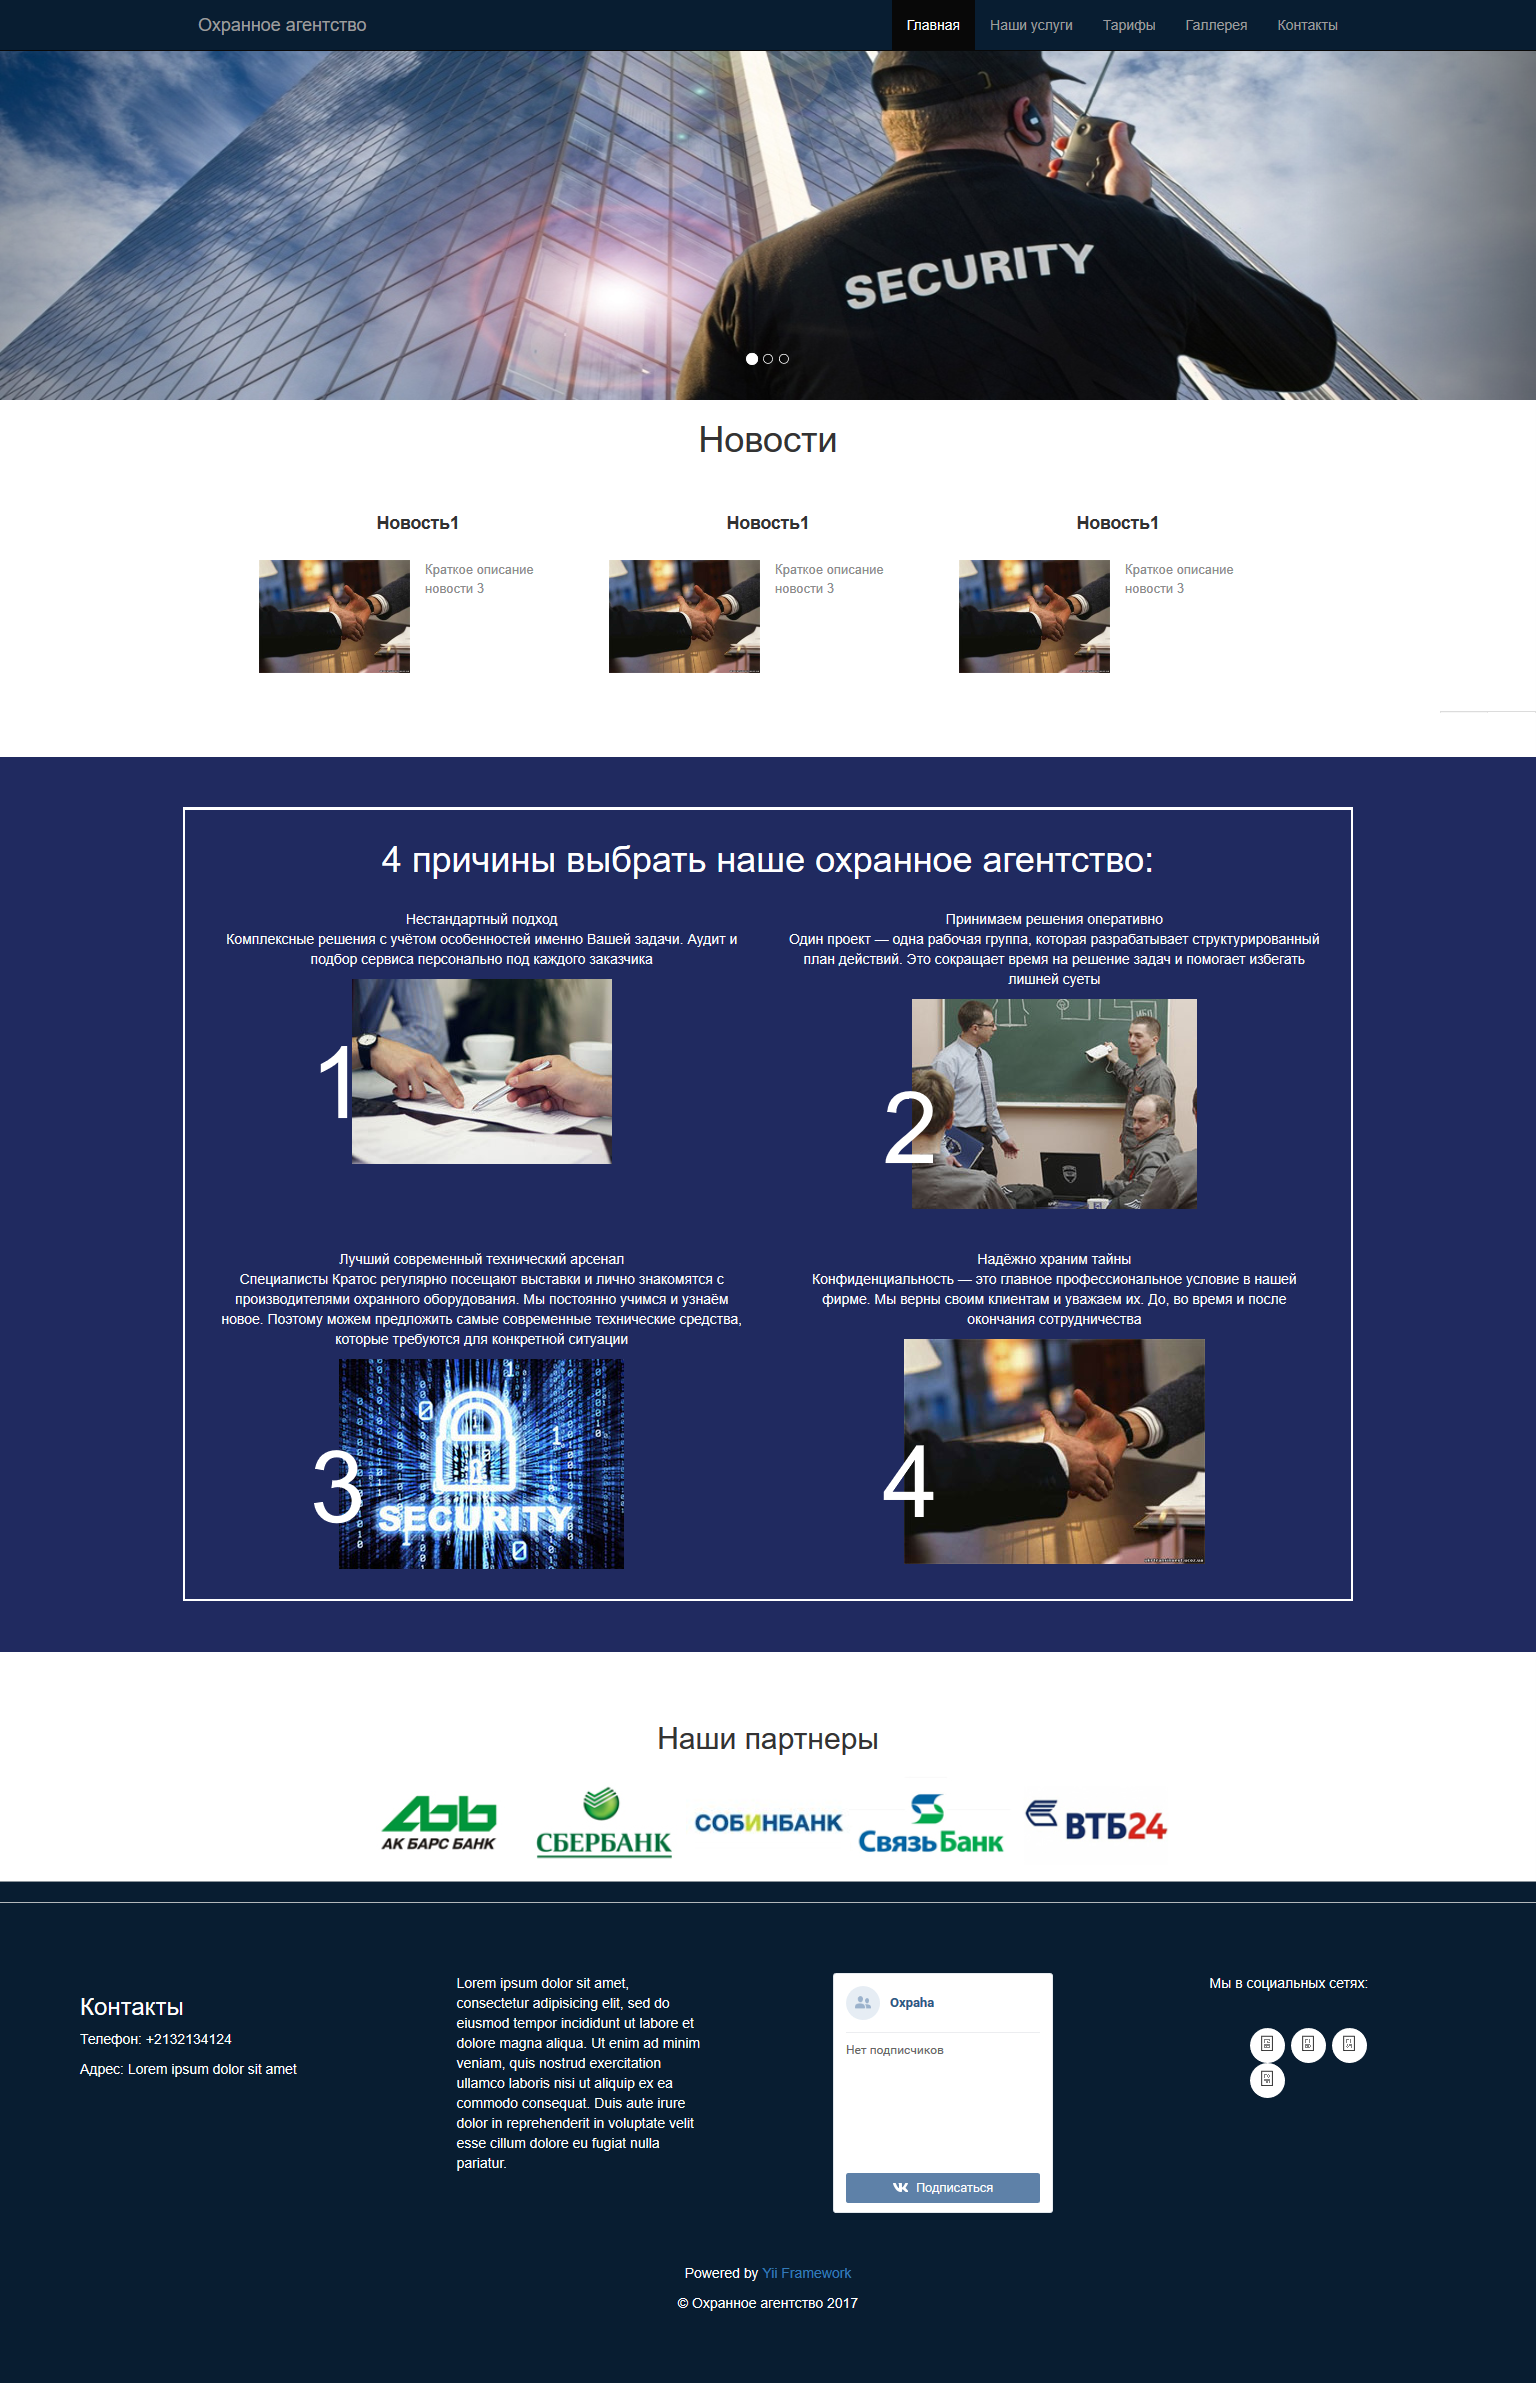 Охранное агентство
Главная
Наши услуги
Тарифы
Галлерея
Контакты
SECURITY
Новости
Новость1
Новость1
Новость1
Краткое описание
новости 3
Краткое описание
новости 3
Краткое описание
новости 3
4 причины выбрать наше охранное агентство:
Нестандартный подход
Комплексные решения с учётом особенностей именно Вашей задачи. Аудит и
подбор сервиса персонально под каждого заказчика
1
Принимаем решения оперативно
Один проект — одна рабочая группа, которая разрабатывает структурированный
план действий. Это сокращает время на решение задач и помогает избегать
лишней суеты
2
Лучший современный технический арсенал
Специалисты Кратос регулярно посещают выставки и лично знакомятся с
производителями охранного оборудования. Мы постоянно учимся и узнаём
новое. Поэтому можем предложить самые современные технические средства,
которые требуются для конкретной ситуации
3
SECURITY
Надёжно храним тайны
Конфиденциальность — это главное профессиональное условие в нашей
фирме. Мы верны своим клиентам и уважаем их. До, во время и после
окончания сотрудничества
4
Наши партнеры
АК БАРС БАНК
СБЕРБАНК
СОБИНБАНК
СвязьБанк
ВТБ24
Контакты
Телефон: +2132134124
Адрес: Lorem ipsum dolor sit amet
Lorem ipsum dolor sit amet,
consectetur adipisicing elit, sed do
eiusmod tempor incididunt ut labore et
dolore magna aliqua. Ut enim ad minim
veniam, quis nostrud exercitation
ullamco laboris nisi ut aliquip ex ea
commodo consequat. Duis aute irure
dolor in reprehenderit in voluptate velit
esse cillum dolore eu fugiat nulla
pariatur.
Охрана
Нет подписчиков
Подписаться
Мы в социальных сетях:
Powered by Yii Framework
© Охранное агентство 2017